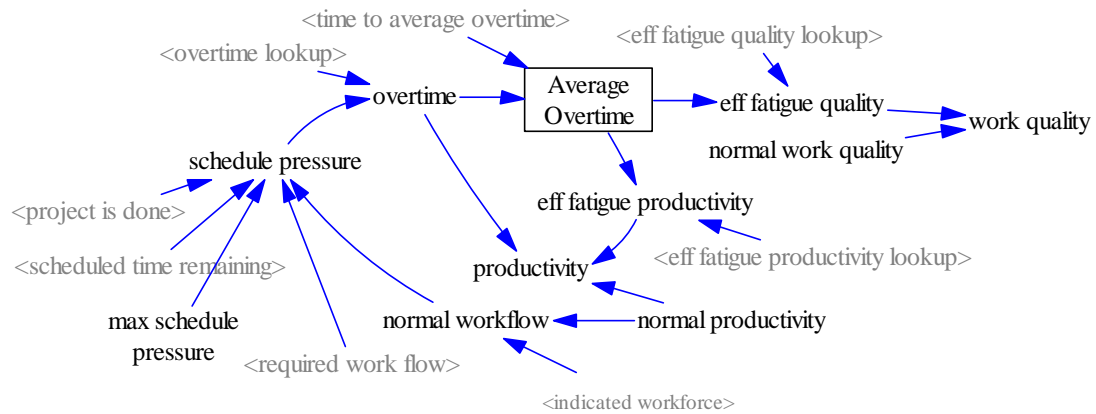 <time to average overtime>
<eff fatigue quality lookup>
<overtime lookup>
overtime
Average
Overtime
eff fatigue quality
work quality
normal work quality
schedule pressure
eff fatigue productivity
<project is done>
<eff fatigue productivity lookup>
<scheduled time remaining>
productivity
max schedule
pressure
normal workflow
normal productivity
<required work flow>
<indicated workforce>